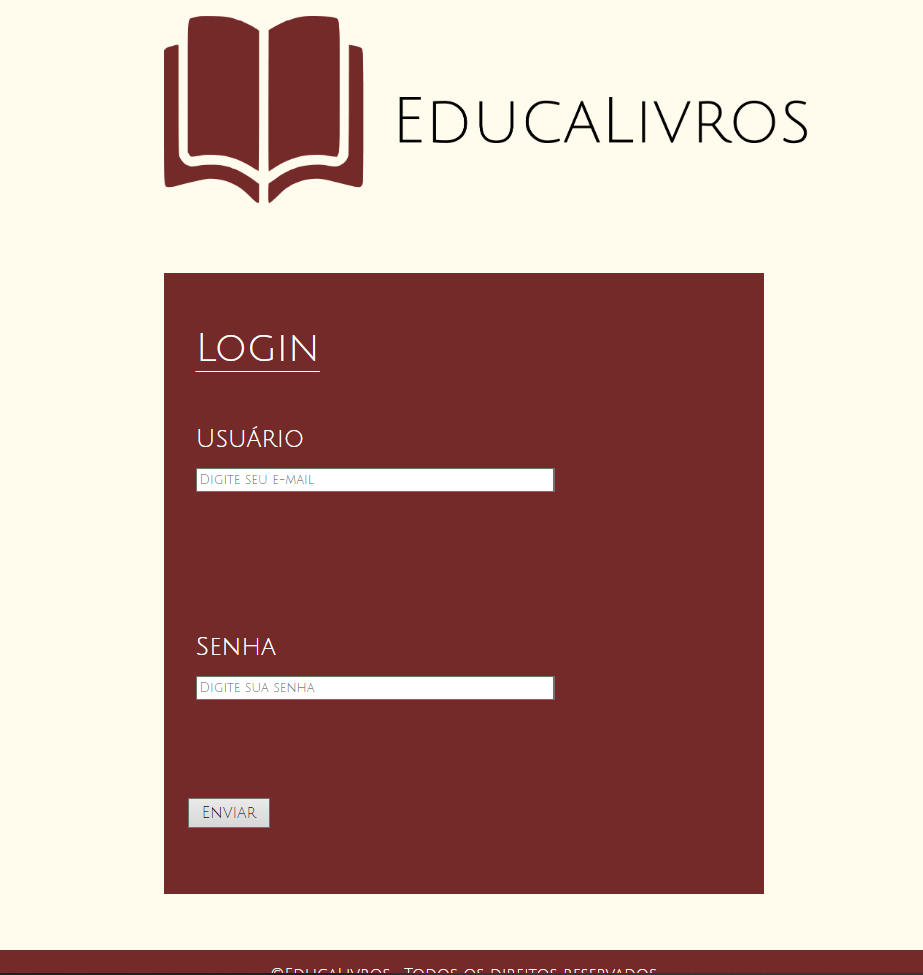 EducaLivros
Login
Usuário
Digite seu e-mail
Senha
Digite sua senha
Enviar
©EducaLivros - Todos os direitos reservados